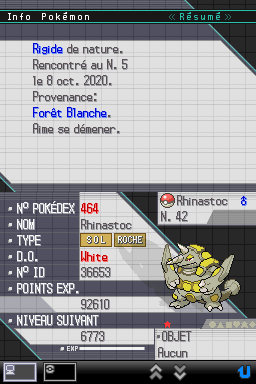 Info Pokémon
Résumé
Rigide de nature.
Rencontré au N. 5
le 8 oct. 2020.
Provenance:
Forêt Blanche.
Aime se démener.
Rhinastoc ♂
N. 42
Nº POKéDEX 464
NOM Rhinastoc
TYPE SOL ROCHE
D.O. White
Nº ID 36653
POINTS EXP.
92610
NIVEAU SUIVANT
6773
EXP
OBJET
Aucun